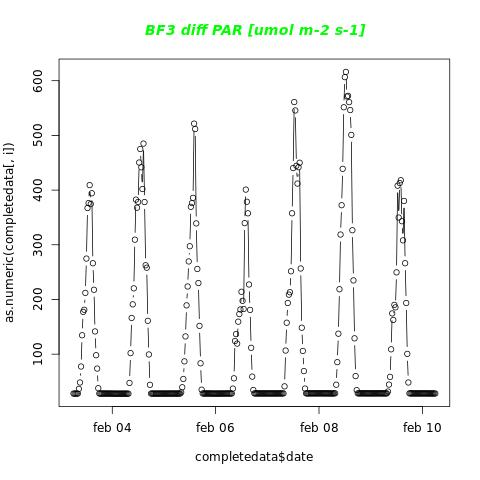 BF3 diff PAR [umol m-2 s-1]
as.numeric(completedata[, i])
600
500
400
300
200
100
feb 04 feb 06 feb 08 feb 10
completedata$date